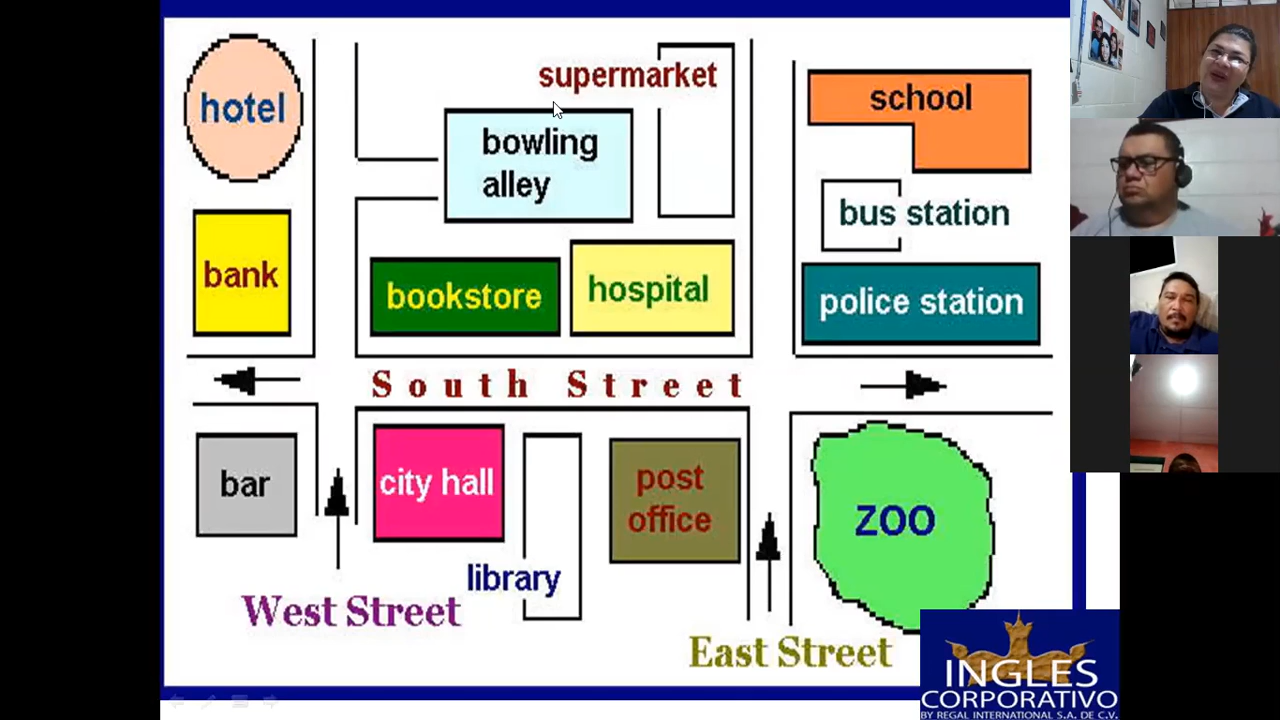 hotel
supermarket
school
bowling
alley
bus station
bank
bookstore
hospital
police station
South Street
bar
city hall
post
office
zoo
library
West Street
East Street
INGLES
CORPORATIVO
BY REGAL INTERNATIONAL S.A. DE C.V.